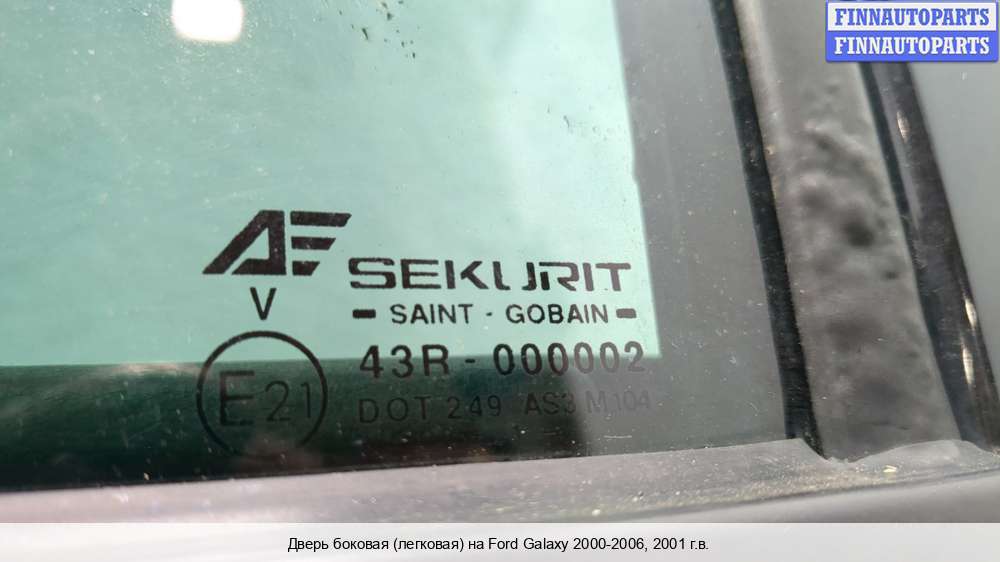 FINNAUTOPARTS
FINNAUTOPARTS
AF
V
SEKURIT
SAINT - GOBAIN
43R - 000002
E21
DOT 249 AS3 M104
Дверь боковая (легковая) на Ford Galaxy 2000-2006, 2001 г.в.